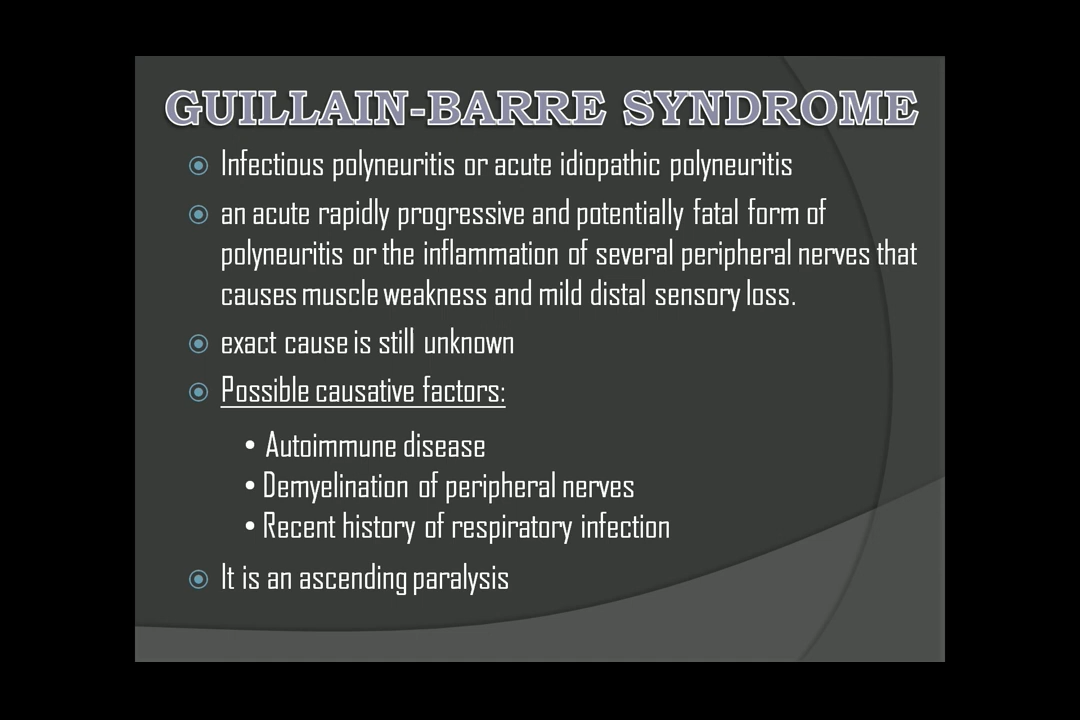 GUILLAIN-BARRE SYNDROME
Infectious polyneuritis or acute idiopathic polyneuritis
an acute rapidly progressive and potentially fatal form of
polyneuritis or the inflammation of several peripheral nerves that
causes muscle weakness and mild distal sensory loss.
exact cause is still unknown
Possible causative factors:
• Autoimmune disease
• Demyelination of peripheral nerves
• Recent history of respiratory infection
It is an ascending paralysis